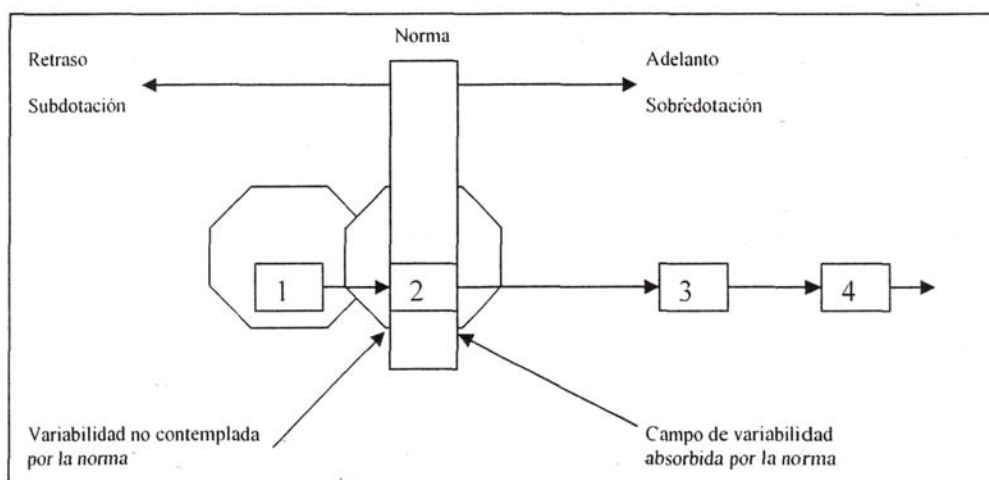 Norma
Retraso
Adelanto
Subdotación
Sobredotación
1
2
3
4
Variabilidad no contemplada
por la norma
Campo de variabilidad
absorbida por la norma